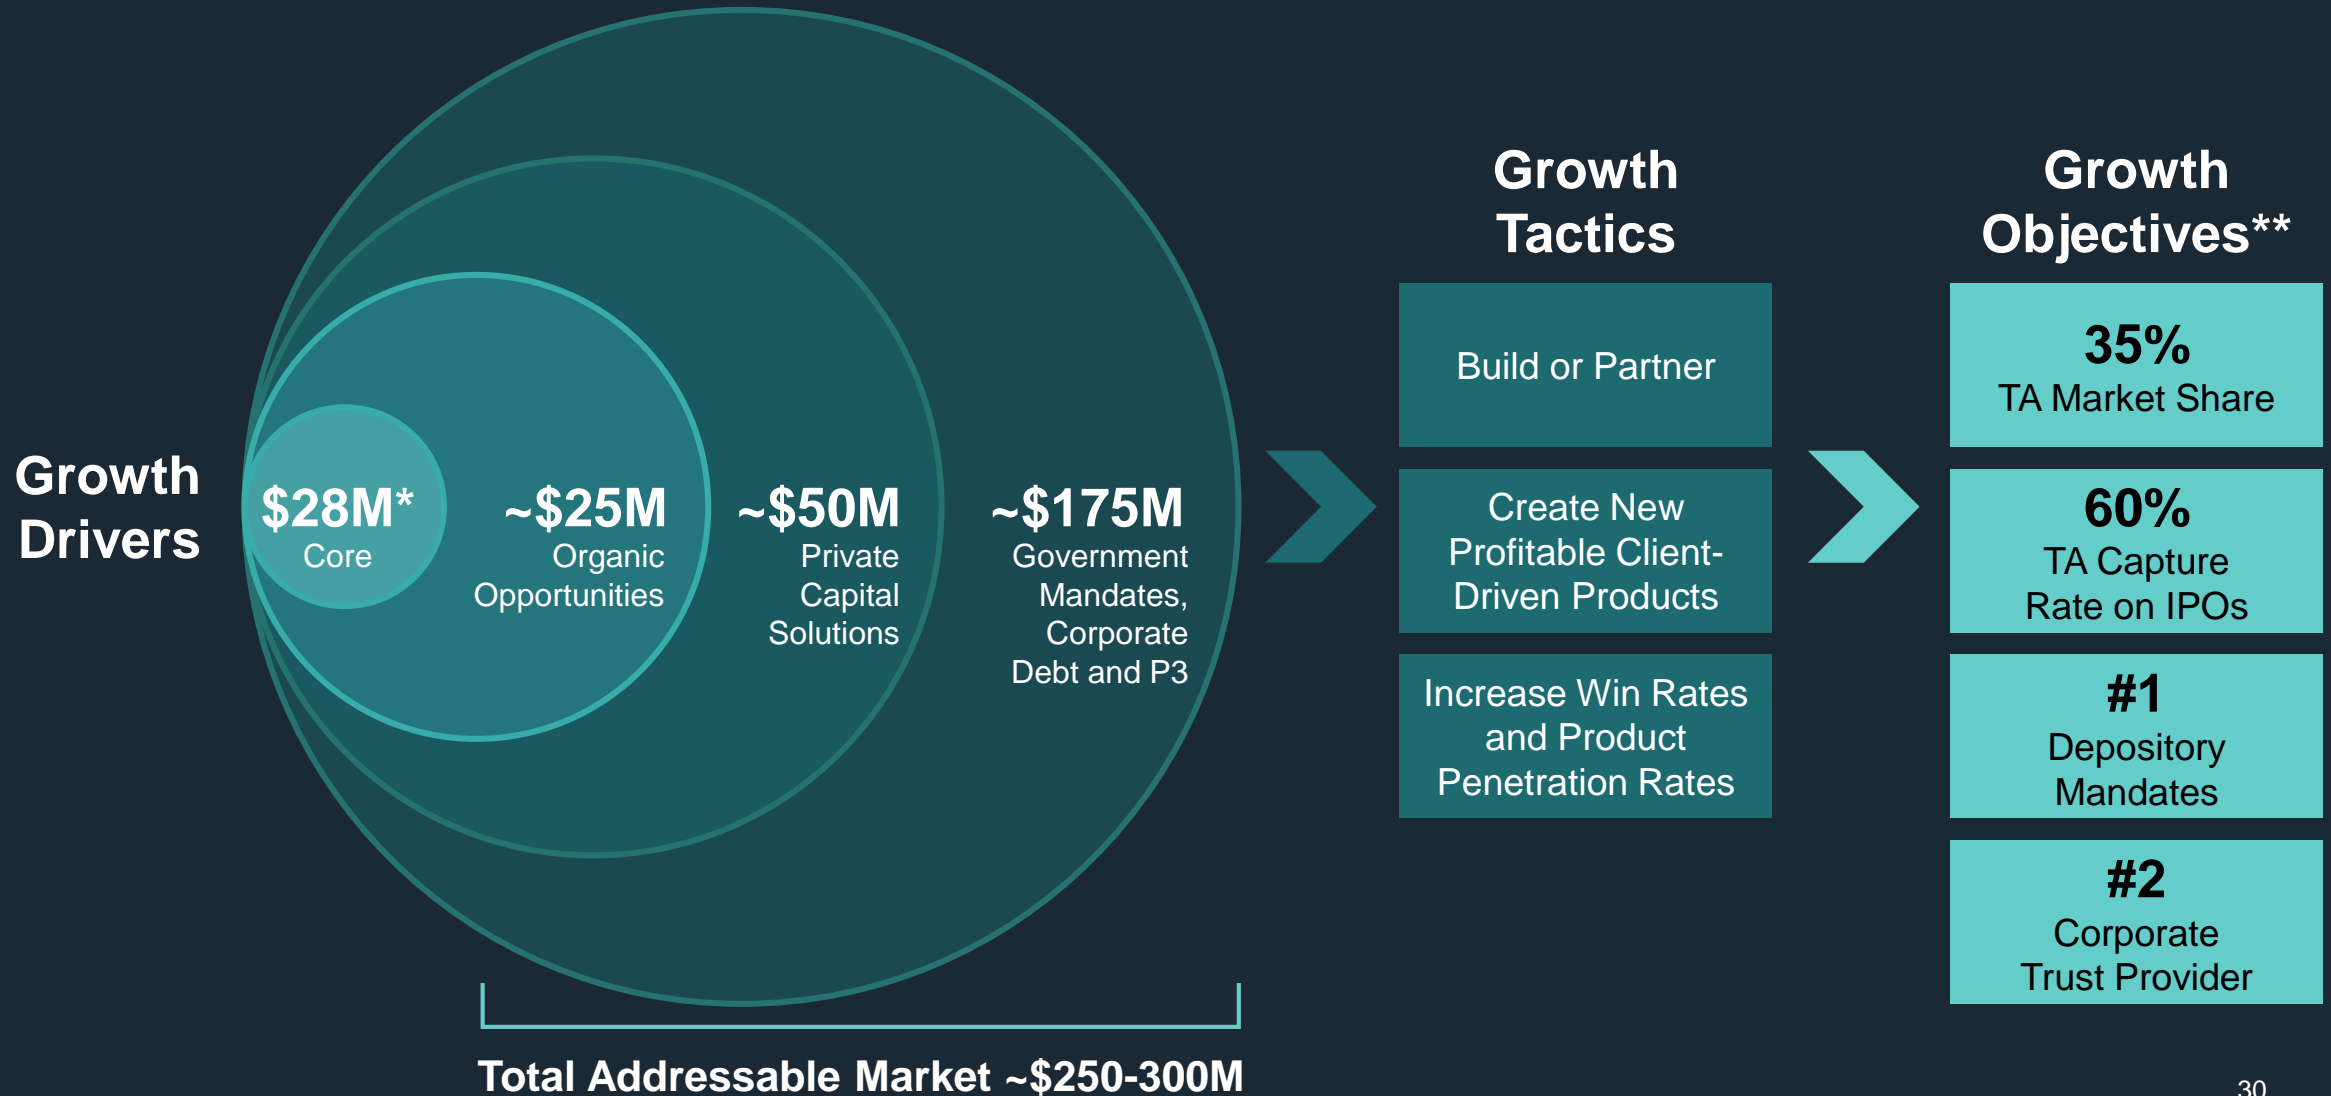 Growth
Drivers
$28M*
Core
~$25M
Organic
Opportunities
~$50M
Private
Capital
Solutions
~$175M
Government
Mandates,
Corporate
Debt and P3
Total Addressable Market ~$250-300M
Growth
Tactics
Build or Partner
Create New
Profitable Client-
Driven Products
Increase Win Rates
and Product
Penetration Rates
Growth
Objectives**
35%
TA Market Share
60%
TA Capture
Rate on IPOs
#1
Depository
Mandates
#2
Corporate
Trust Provider
30